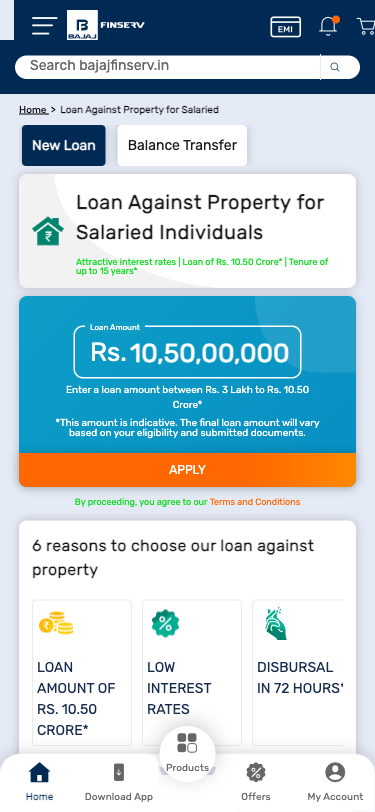 BAJAJ FINSERV
EMI
Search bajajfinserv.in
Home > Loan Against Property for Salaried
New Loan
Balance Transfer
Loan Against Property for
Salaried Individuals
Attractive interest rates | Loan of Rs. 10.50 Crore* | Tenure of
up to 15 years*
Loan Amount
Rs. 10,50,00,000
Enter a loan amount between Rs. 3 Lakh to Rs. 10.50
Crore*
*This amount is indicative. The final loan amount will vary
based on your eligibility and submitted documents.
APPLY
By proceeding, you agree to our Terms and Conditions
6 reasons to choose our loan against
property
LOAN
AMOUNT OF
RS. 10.50
CRORE*
LOW
INTEREST
RATES
DISBURSAL
IN 72 HOURS*
Products
Home
Download App
Offers
My Account